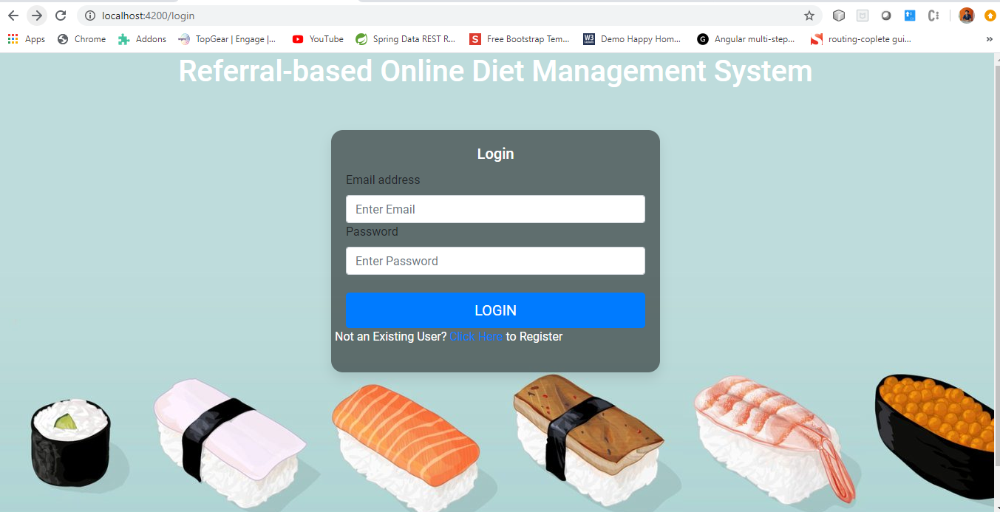 localhost:4200/login
Apps Chrome Addons TopGear | Engage |... YouTube Spring Data REST R... S Free Bootstrap Tem... W3 Demo Happy Hom... G Angular multi-step... routing-coplete gui... »
Referral-based Online Diet Management System
Login
Email address
Enter Email
Password
Enter Password
LOGIN
Not an Existing User? Click Here to Register